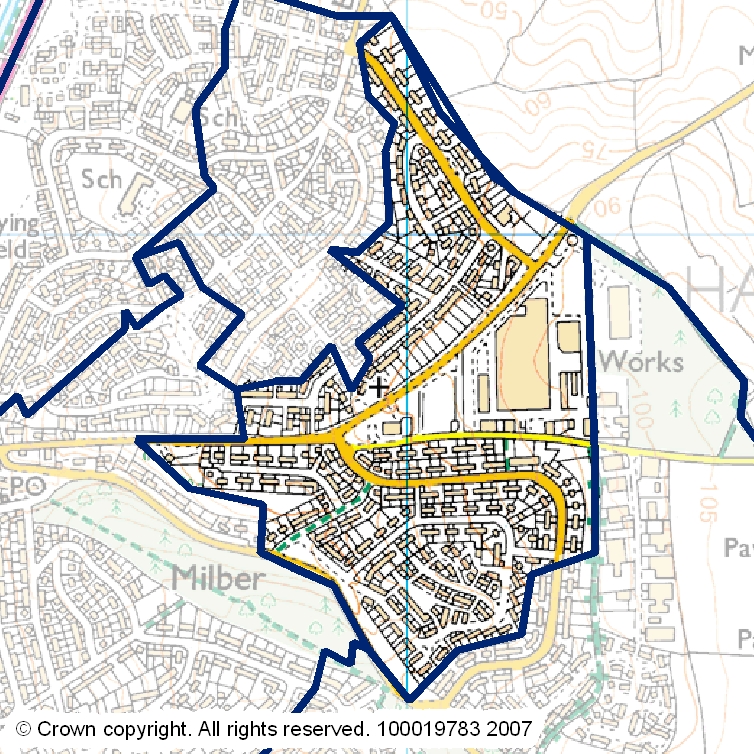 50
M
60
Sch
75
Sch
90
ying
eld
HA
Works
100
PO
105
Milber
Pav
Pa
© Crown copyright. All rights reserved. 100019783 2007